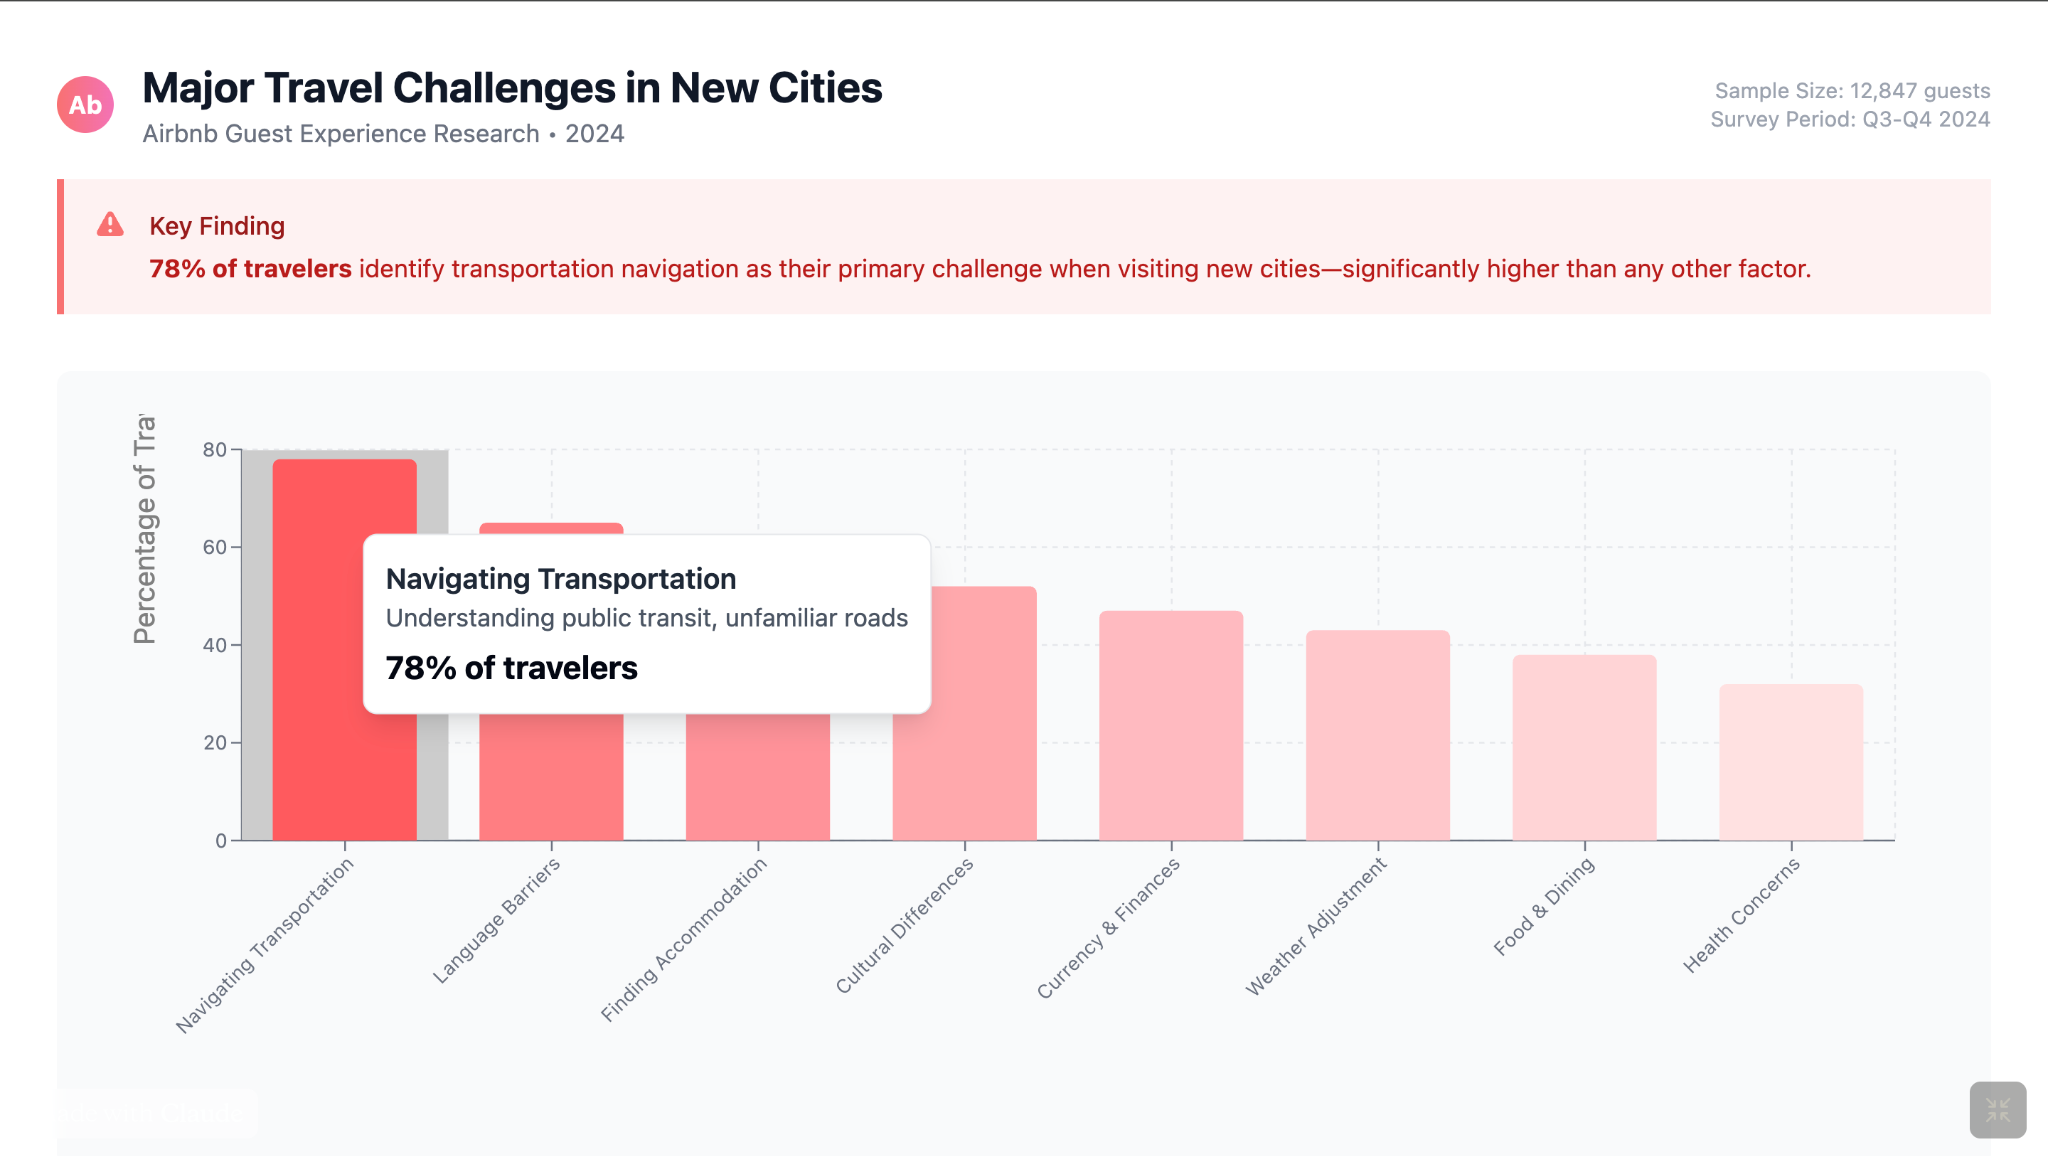 Ab
Major Travel Challenges in New Cities
Airbnb Guest Experience Research • 2024
Sample Size: 12,847 guests
Survey Period: Q3-Q4 2024
Key Finding
78% of travelers identify transportation navigation as their primary challenge when visiting new cities—significantly higher than any other factor.
Percentage of Tra
80
60
40
20
0
Navigating Transportation
Understanding public transit, unfamiliar roads
78% of travelers
Navigating Transportation
Language Barriers
Finding Accommodation
Cultural Differences
Currency & Finances
Weather Adjustment
Food & Dining
Health Concerns